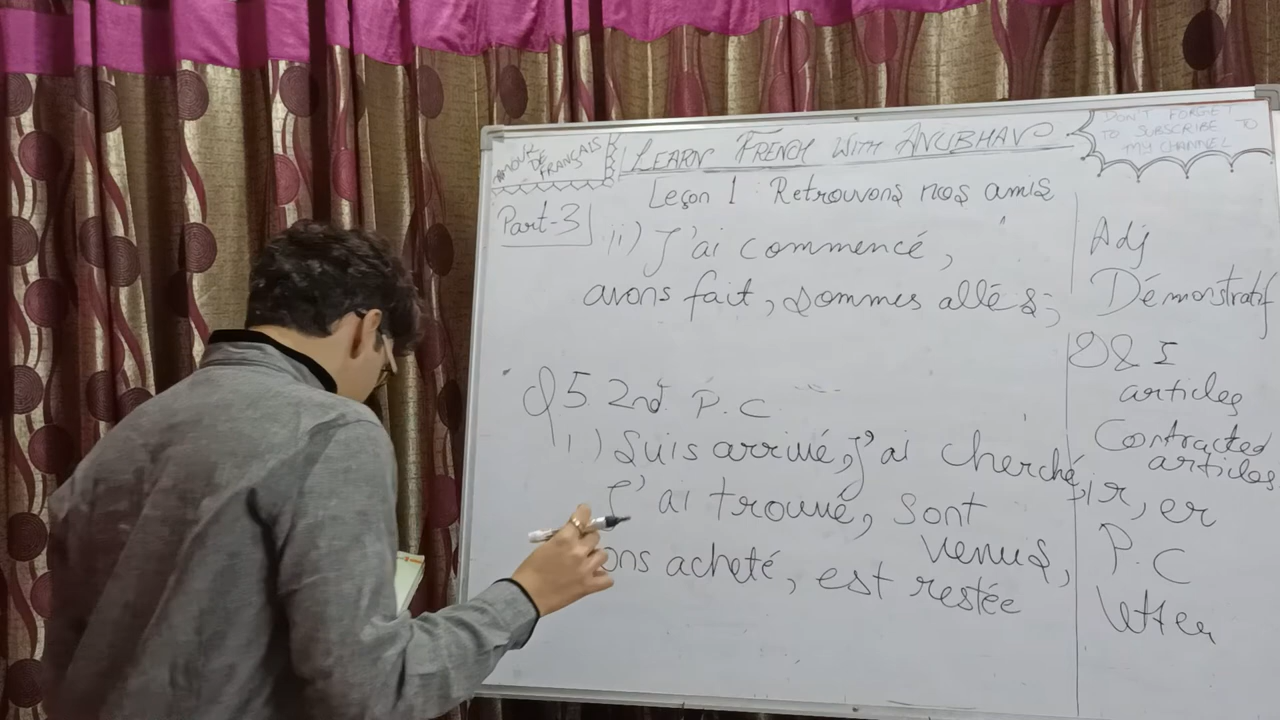 AMOUR DE FRANÇAIS
LEARN FRENCH WITH ANUBHAV
DON'T FORGET
TO SUBSCRIBE TO
MY CHANNEL
Leçon 1 : Retrouvons nos amis
Part-3
ii) J'ai commencé,
avons fait, sommes allés,
Q5 2nd P.C
1) Suis arrivé, J'ai cherché,
J'ai trouvé, sont
venus,
ons acheté, est restée
Adj
Démonstratif
D & I
articles
Contracted
articles
ir, er
P.C
letter